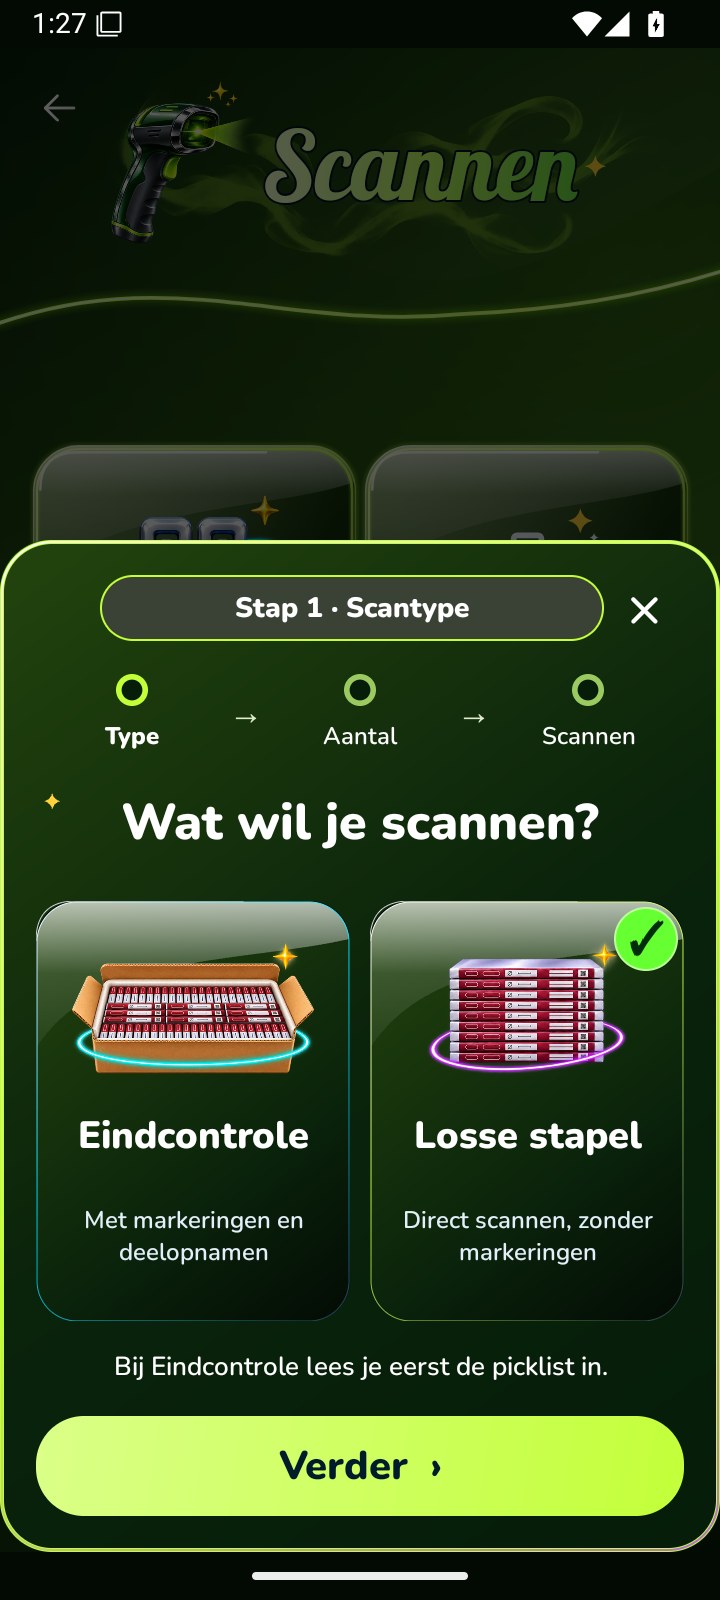 1:27
Scannen
Stap 1 · Scantype
Type → Aantal → Scannen
Wat wil je scannen?
Eindcontrole
Met markeringen en
deelopnamen
Losse stapel
Direct scannen, zonder
markeringen
Bij Eindcontrole lees je eerst de picklist in.
Verder ›